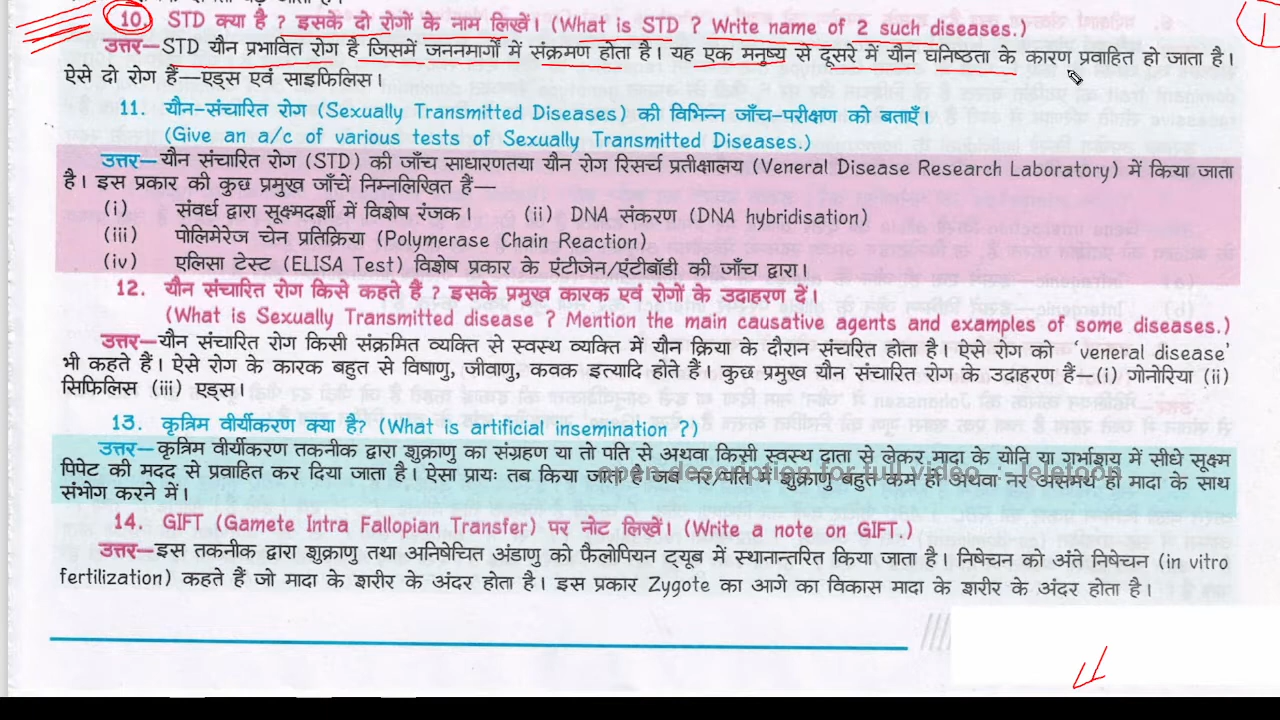 10. STD क्या है ? इसके दो रोगों के नाम लिखें। (What is STD ? Write name of 2 such diseases.)
उत्तर—STD यौन प्रभावित रोग है जिसमें जननमार्गों में संक्रमण होता है। यह एक मनुष्य से दूसरे में यौन घनिष्ठता के कारण प्रवाहित हो जाता है।
ऐसे दो रोग हैं—एड्स एवं साइफिलिस।
11. यौन-संचारित रोग (Sexually Transmitted Diseases) की विभिन्न जाँच-परीक्षण को बताएँ।
(Give an a/c of various tests of Sexually Transmitted Diseases.)
उत्तर—यौन संचारित रोग (STD) की जाँच साधारणतया यौन रोग रिसर्च प्रतीक्षालय (Veneral Disease Research Laboratory) में किया जाता
है। इस प्रकार की कुछ प्रमुख जाँचें निम्नलिखित हैं—
(i) संवर्ध द्वारा सूक्ष्मदर्शी में विशेष रंजक। (ii) DNA संकरण (DNA hybridisation)
(iii) पोलिमेरेज चेन प्रतिक्रिया (Polymerase Chain Reaction)
(iv) एलिसा टेस्ट (ELISA Test) विशेष प्रकार के एंटीजेन/एंटीबॉडी की जाँच द्वारा।
12. यौन संचारित रोग किसे कहते हैं ? इसके प्रमुख कारक एवं रोगों के उदाहरण दें।
(What is Sexually Transmitted disease ? Mention the main causative agents and examples of some diseases.)
उत्तर—यौन संचारित रोग किसी संक्रमित व्यक्ति से स्वस्थ व्यक्ति में यौन क्रिया के दौरान संचरित होता है। ऐसे रोग को ‘veneral disease’
भी कहते हैं। ऐसे रोग के कारक बहुत से विषाणु, जीवाणु, कवक इत्यादि होते हैं। कुछ प्रमुख यौन संचारित रोग के उदाहरण हैं—(i) गोनोरिया (ii)
सिफिलिस (iii) एड्स।
13. कृत्रिम वीर्यीकरण क्या है? (What is artificial insemination ?)
उत्तर—कृत्रिम वीर्यीकरण तकनीक द्वारा शुक्राणु का संग्रहण या तो पति से अथवा किसी स्वस्थ दाता से लेकर मादा के योनि या गर्भाशय में सीधे सूक्ष्म
पिपेट की मदद से प्रवाहित कर दिया जाता है। ऐसा प्रायः तब किया जाता है जब नर/पति में शुक्राणु बहुत कम हो अथवा नर असमर्थ हो मादा के साथ
open description for full video :- leletoon
संभोग करने में।
14. GIFT (Gamete Intra Fallopian Transfer) पर नोट लिखें। (Write a note on GIFT.)
उत्तर—इस तकनीक द्वारा शुक्राणु तथा अनिषेचित अंडाणु को फैलोपियन ट्यूब में स्थानान्तरित किया जाता है। निषेचन को अंतः निषेचन (in vitro
fertilization) कहते हैं जो मादा के शरीर के अंदर होता है। इस प्रकार Zygote का आगे का विकास मादा के शरीर के अंदर होता है।